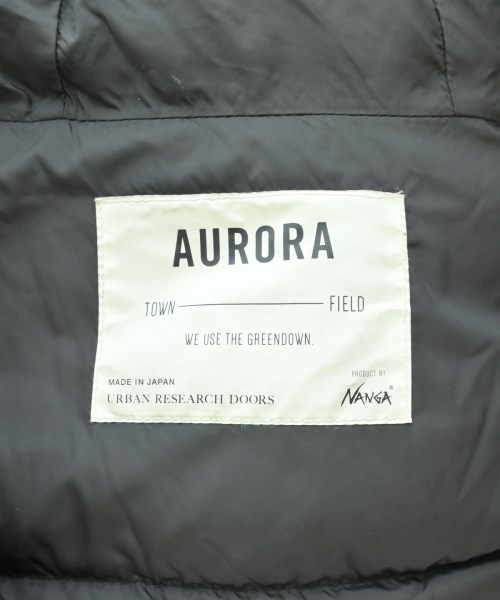 AURORA
TOWN FIELD
WE USE THE GREENDOWN.
PRODUCT BY
MADE IN JAPAN
URBAN RESEARCH DOORS
NANGA®